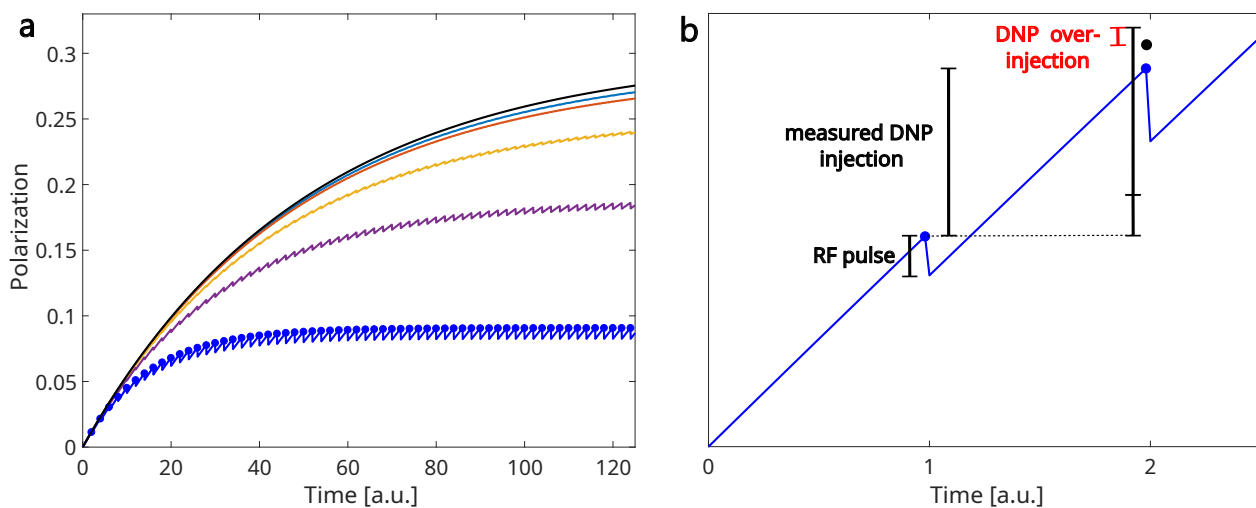 a
0.3
0.25
0.2
0.15
0.1
0.05
0
Polarization
0
20
40
60
80
100
120
Time [a.u.]
b
DNP over-
injection
measured DNP
injection
RF pulse
0
1
2
Time [a.u.]